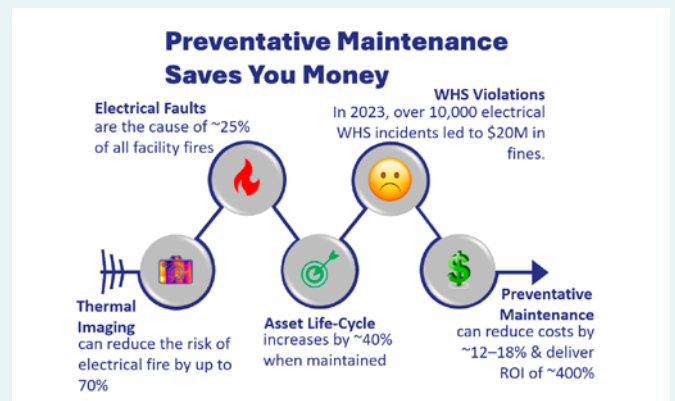 Preventative Maintenance
Saves You Money
Electrical Faults
are the cause of ~25%
of all facility fires
WHS Violations
In 2023, over 10,000 electrical
WHS incidents led to $20M in
fines.
Thermal
Imaging
can reduce the risk of
electrical fire by up to
70%
Asset Life-Cycle
increases by ~40%
when maintained
Preventative
Maintenance
can reduce costs by
~12–18% & deliver
ROI of ~400%